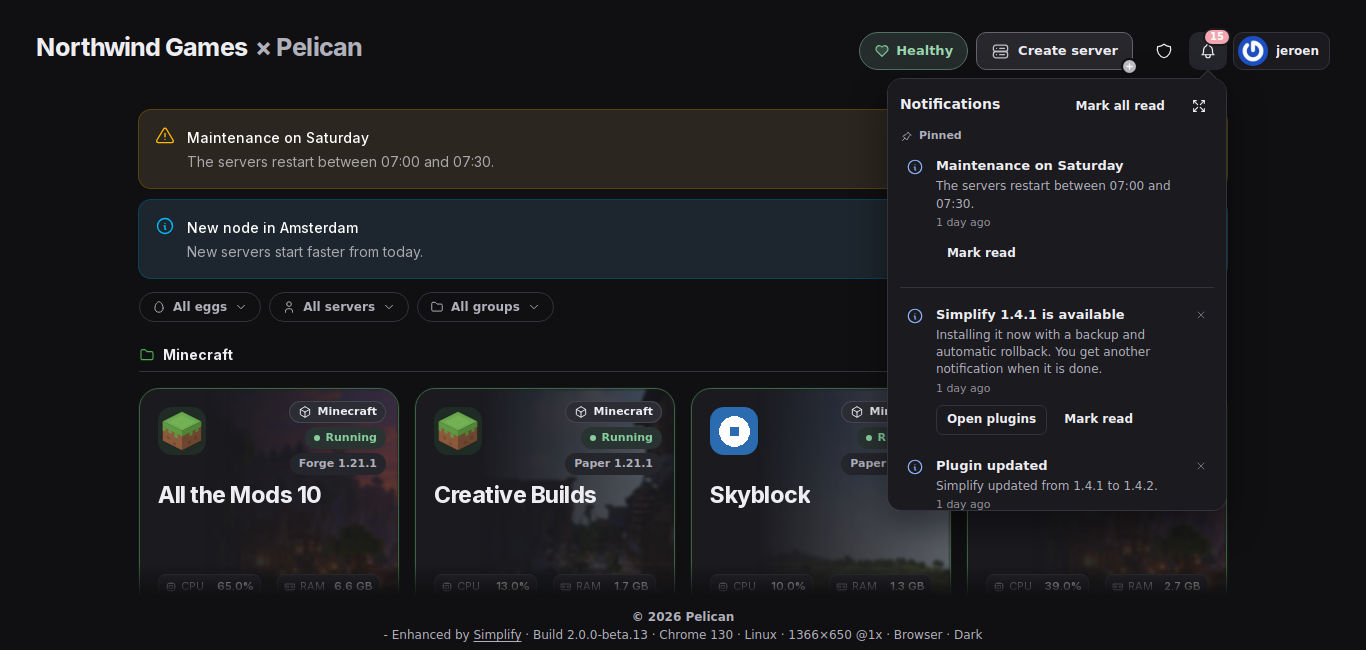 Northwind Games × Pelican
Healthy
Create server
15
jeroen
Maintenance on Saturday
The servers restart between 07:00 and 07:30.
New node in Amsterdam
New servers start faster from today.
Notifications
Mark all read
Pinned
Maintenance on Saturday
The servers restart between 07:00 and
07:30.
1 day ago
Mark read
Simplify 1.4.1 is available
Installing it now with a backup and
automatic rollback. You get another
notification when it is done.
1 day ago
Open plugins
Mark read
Plugin updated
Simplify updated from 1.4.1 to 1.4.2.
1 day ago
All eggs
All servers
All groups
Minecraft
Minecraft
Running
Forge 1.21.1
All the Mods 10
CPU 65.0%
RAM 6.6 GB
Minecraft
Running
Paper 1.21.1
Creative Builds
CPU 13.0%
RAM 1.7 GB
Paper
Skyblock
CPU 10.0%
RAM 1.3 GB
CPU 39.0%
RAM 2.7 GB
© 2026 Pelican
- Enhanced by Simplify · Build 2.0.0-beta.13 · Chrome 130 · Linux · 1366×650 @1x · Browser · Dark